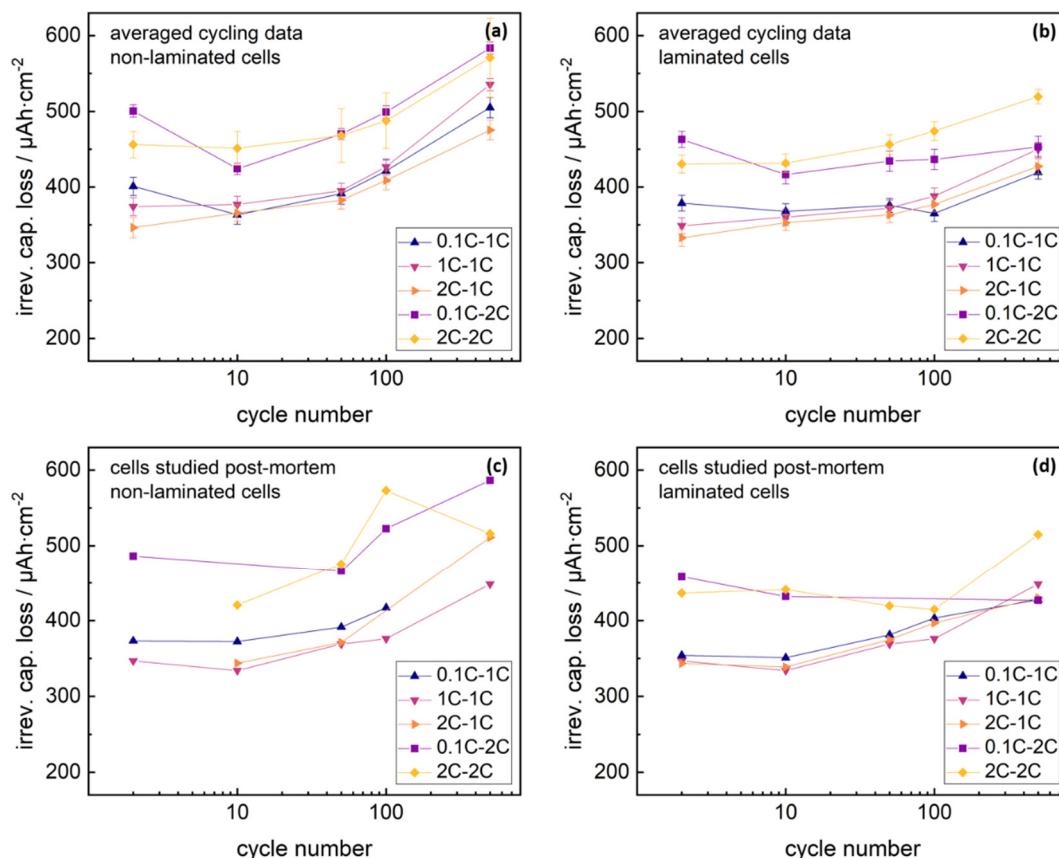 (a)
averaged cycling data
non-laminated cells
irrev. cap. loss / µAh·cm-2
600
500
400
300
200
10
100
cycle number
0.1C-1C
1C-1C
2C-1C
0.1C-2C
2C-2C
(b)
averaged cycling data
laminated cells
irrev. cap. loss / µAh·cm-2
600
500
400
300
200
10
100
cycle number
0.1C-1C
1C-1C
2C-1C
0.1C-2C
2C-2C
(c)
cells studied post-mortem
non-laminated cells
irrev. cap. loss / µAh·cm-2
600
500
400
300
200
10
100
cycle number
0.1C-1C
1C-1C
2C-1C
0.1C-2C
2C-2C
(d)
cells studied post-mortem
laminated cells
irrev. cap. loss / µAh·cm-2
600
500
400
300
200
10
100
cycle number
0.1C-1C
1C-1C
2C-1C
0.1C-2C
2C-2C